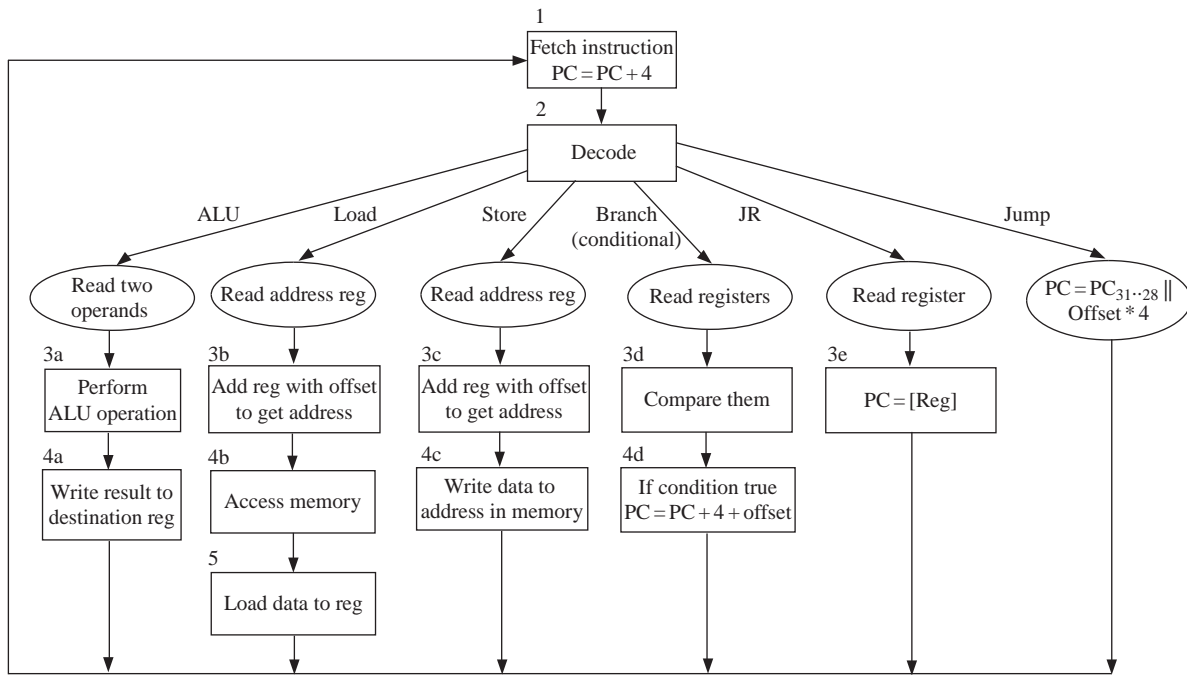 1
Fetch instruction
PC = PC + 4
2
Decode
ALU
Load
Store
Branch
(conditional)
JR
Jump
Read two
operands
Read address reg
Read address reg
Read registers
Read register
PC = PC31··28 ||
Offset * 4
3a
Perform
ALU operation
3b
Add reg with offset
to get address
3c
Add reg with offset
to get address
3d
Compare them
3e
PC = [Reg]
4a
Write result to
destination reg
4b
Access memory
4c
Write data to
address in memory
4d
If condition true
PC = PC + 4 + offset
5
Load data to reg